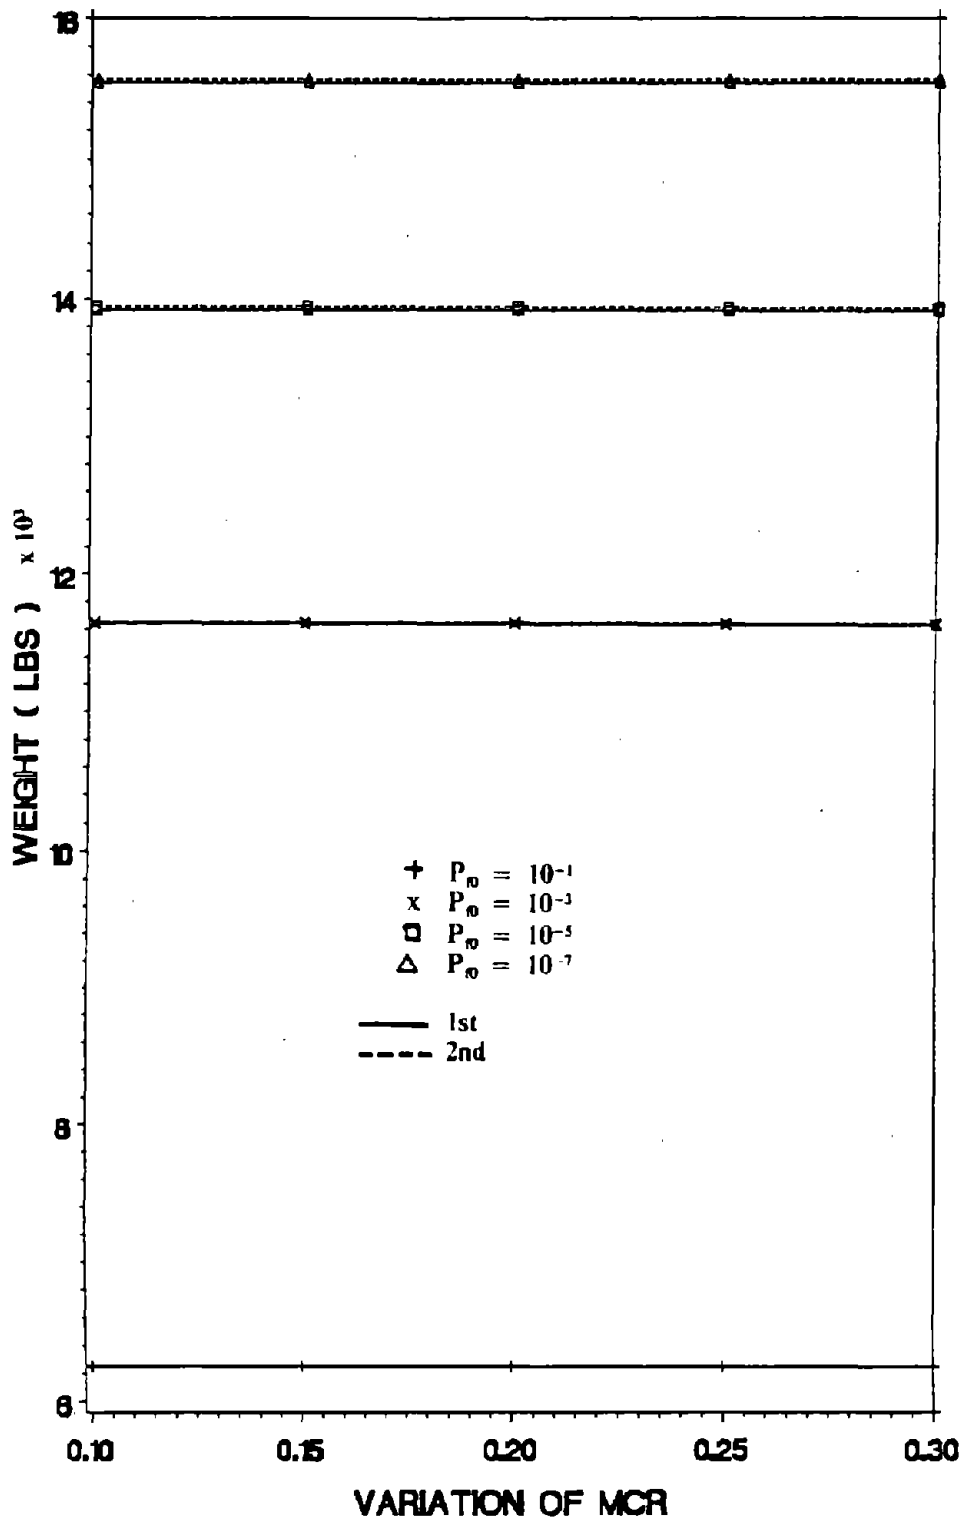 16
14
12
10
8
6
WEIGHT ( LBS ) x 10³
+ P_f0 = 10⁻¹
x P_f0 = 10⁻³
□ P_f0 = 10⁻⁵
△ P_f0 = 10⁻⁷
1st
2nd
0.10 0.15 0.20 0.25 0.30
VARIATION OF MCR